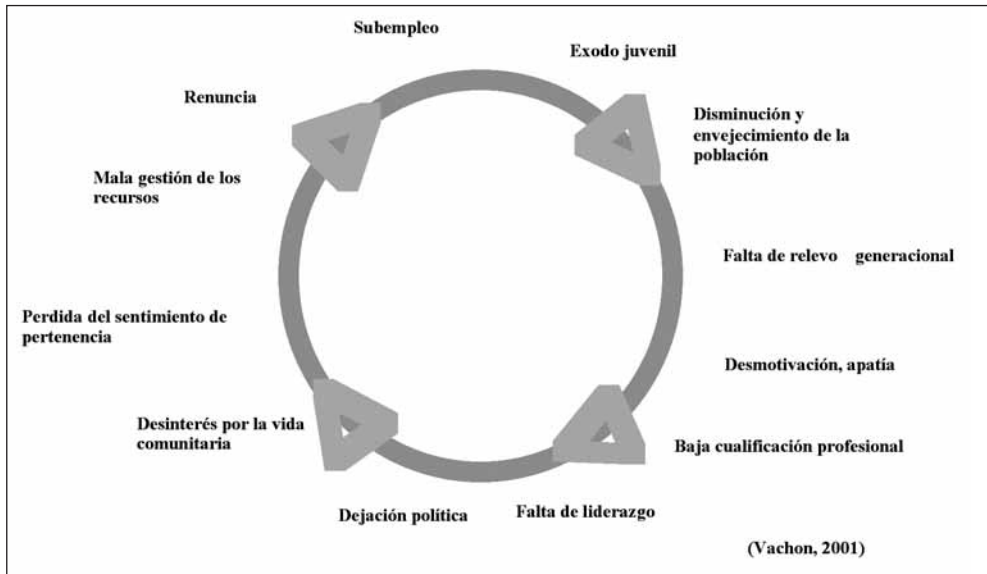 Subempleo
Exodo juvenil
Disminución y
envejecimiento de la
población
Falta de relevo generacional
Desmotivación, apatía
Baja cualificación profesional
Falta de liderazgo
Dejación política
Desinterés por la vida
comunitaria
Perdida del sentimiento de
pertenencia
Mala gestión de los
recursos
Renuncia
(Vachon, 2001)